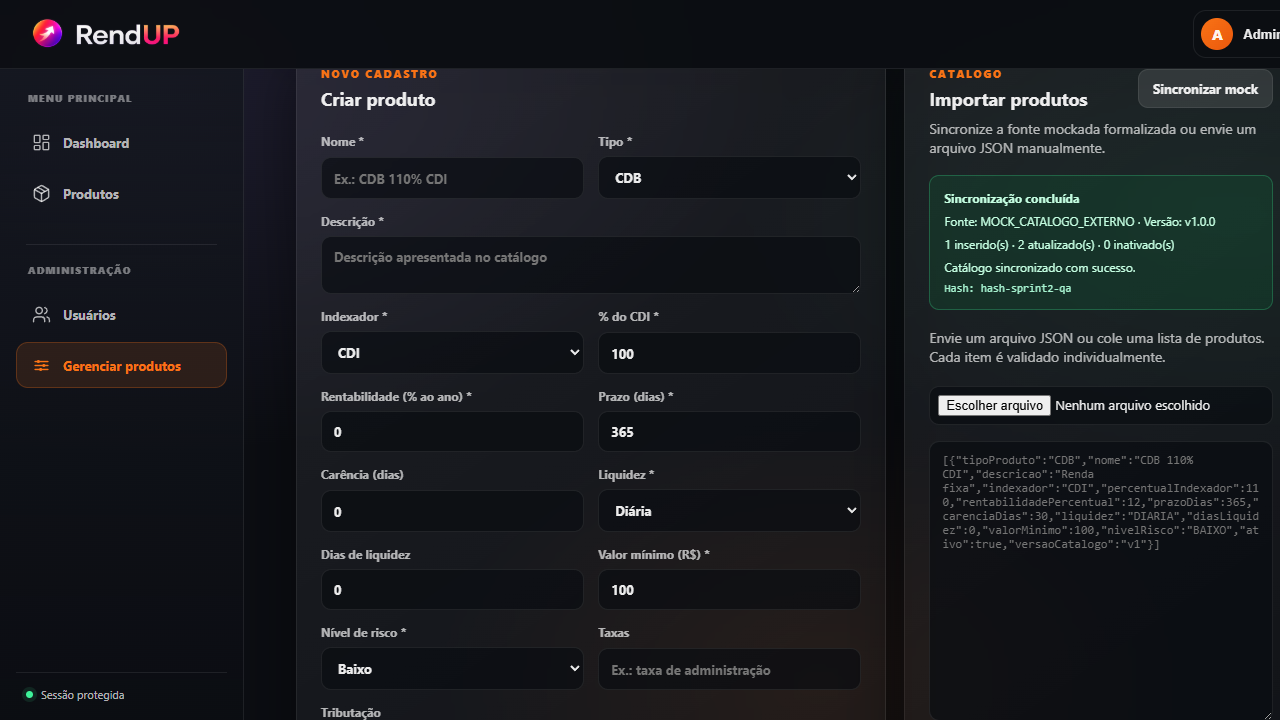 RendUP
A
Admin
MENU PRINCIPAL
Dashboard
Produtos
ADMINISTRAÇÃO
Usuários
Gerenciar produtos
Sessão protegida
NOVO CADASTRO
Criar produto
Nome *
Tipo *
Ex.: CDB 110% CDI
CDB
Descrição *
Descrição apresentada no catálogo
Indexador *
% do CDI *
CDI
100
Rentabilidade (% ao ano) *
Prazo (dias) *
0
365
Carência (dias)
Liquidez *
0
Diária
Dias de liquidez
Valor mínimo (R$) *
0
100
Nível de risco *
Taxas
Baixo
Ex.: taxa de administração
Tributação
CATÁLOGO
Importar produtos
Sincronizar mock
Sincronize a fonte mockada formalizada ou envie um
arquivo JSON manualmente.
Sincronização concluída
Fonte: MOCK_CATALOGO_EXTERNO · Versão: v1.0.0
1 inserido(s) · 2 atualizado(s) · 0 inativado(s)
Catálogo sincronizado com sucesso.
Hash: hash-sprint2-qa
Envie um arquivo JSON ou cole uma lista de produtos.
Cada item é validado individualmente.
Escolher arquivo Nenhum arquivo escolhido
[{"tipoProduto":"CDB","nome":"CDB 110%
CDI","descricao":"Renda
fixa","indexador":"CDI","percentualIndexador":11
0,"rentabilidadePercentual":12,"prazoDias":365,"
carenciaDias":30,"liquidez":"DIARIA","diasLiquid
ez":0,"valorMinimo":100,"nivelRisco":"BAIXO","at
ivo":true,"versaoCatalogo":"v1"}]